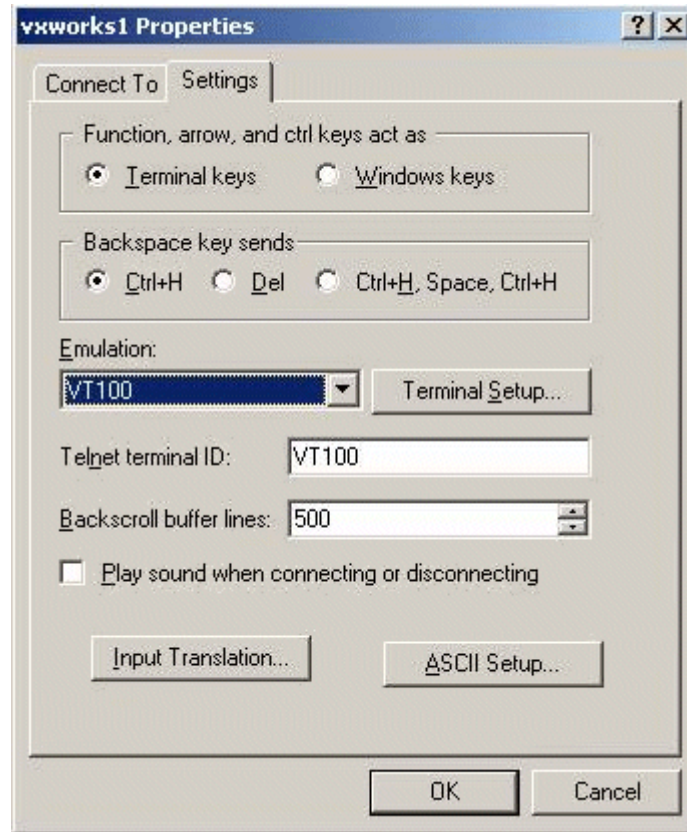 vxworks1 Properties
Connect To Settings
Function, arrow, and ctrl keys act as
Terminal keys Windows keys
Backspace key sends
Ctrl+H Del Ctrl+H, Space, Ctrl+H
Emulation:
VT100 Terminal Setup...
Telnet terminal ID: VT100
Backscroll buffer lines: 500
Play sound when connecting or disconnecting
Input Translation... ASCII Setup...
OK Cancel